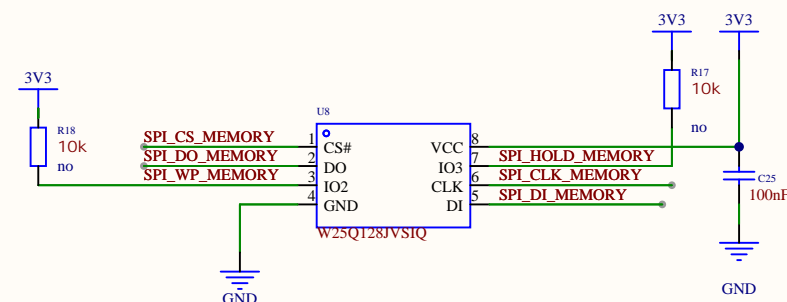 3V3
3V3
R17
10k
no
3V3
R18
10k
no
U8
SPI_CS_MEMORY
1
CS#
VCC
8
SPI_DO_MEMORY
2
DO
IO3
7
SPI_HOLD_MEMORY
SPI_WP_MEMORY
3
IO2
CLK
6
SPI_CLK_MEMORY
4
GND
DI
5
SPI_DI_MEMORY
W25Q128JVSIQ
C25
100nF
GND
GND